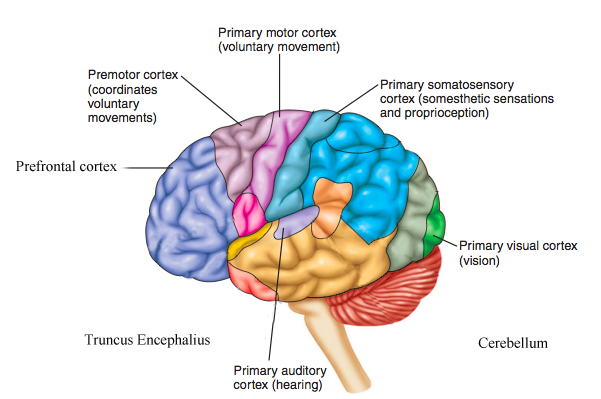 Primary motor cortex
(voluntary movement)
Premotor cortex
(coordinates
voluntary
movements)
Primary somatosensory
cortex (somesthetic sensations
and proprioception)
Prefrontal cortex
Primary visual cortex
(vision)
Truncus Encephalius
Cerebellum
Primary auditory
cortex (hearing)